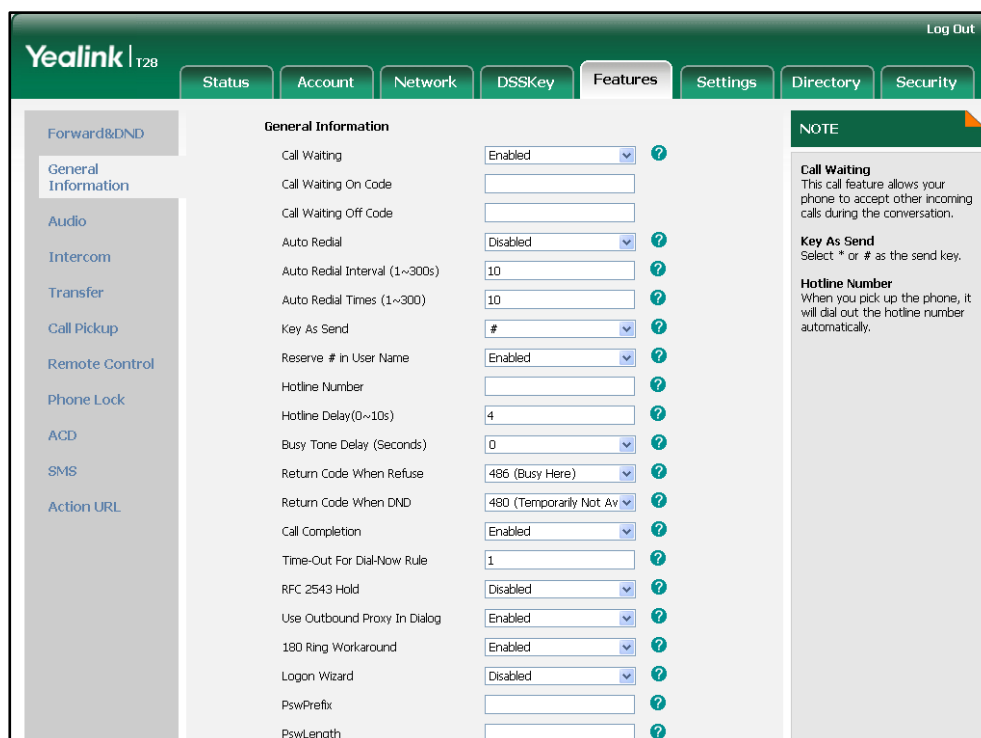 Log Out
Yealink T28
Status Account Network DSSKey Features Settings Directory Security
Forward&DND
General
Information
Audio
Intercom
Transfer
Call Pickup
Remote Control
Phone Lock
ACD
SMS
Action URL
General Information
Call Waiting Enabled ?
Call Waiting On Code
Call Waiting Off Code
Auto Redial Disabled ?
Auto Redial Interval (1~300s) 10 ?
Auto Redial Times (1~300) 10 ?
Key As Send # ?
Reserve # in User Name Enabled ?
Hotline Number ?
Hotline Delay(0~10s) 4 ?
Busy Tone Delay (Seconds) 0 ?
Return Code When Refuse 486 (Busy Here) ?
Return Code When DND 480 (Temporarily Not Av ?
Call Completion Enabled ?
Time-Out For Dial-Now Rule 1 ?
RFC 2543 Hold Disabled ?
Use Outbound Proxy In Dialog Enabled ?
180 Ring Workaround Enabled ?
Logon Wizard Disabled ?
PswPrefix ?
PswLength ?
NOTE
Call Waiting
This call feature allows your
phone to accept other incoming
calls during the conversation.
Key As Send
Select * or # as the send key.
Hotline Number
When you pick up the phone, it
will dial out the hotline number
automatically.